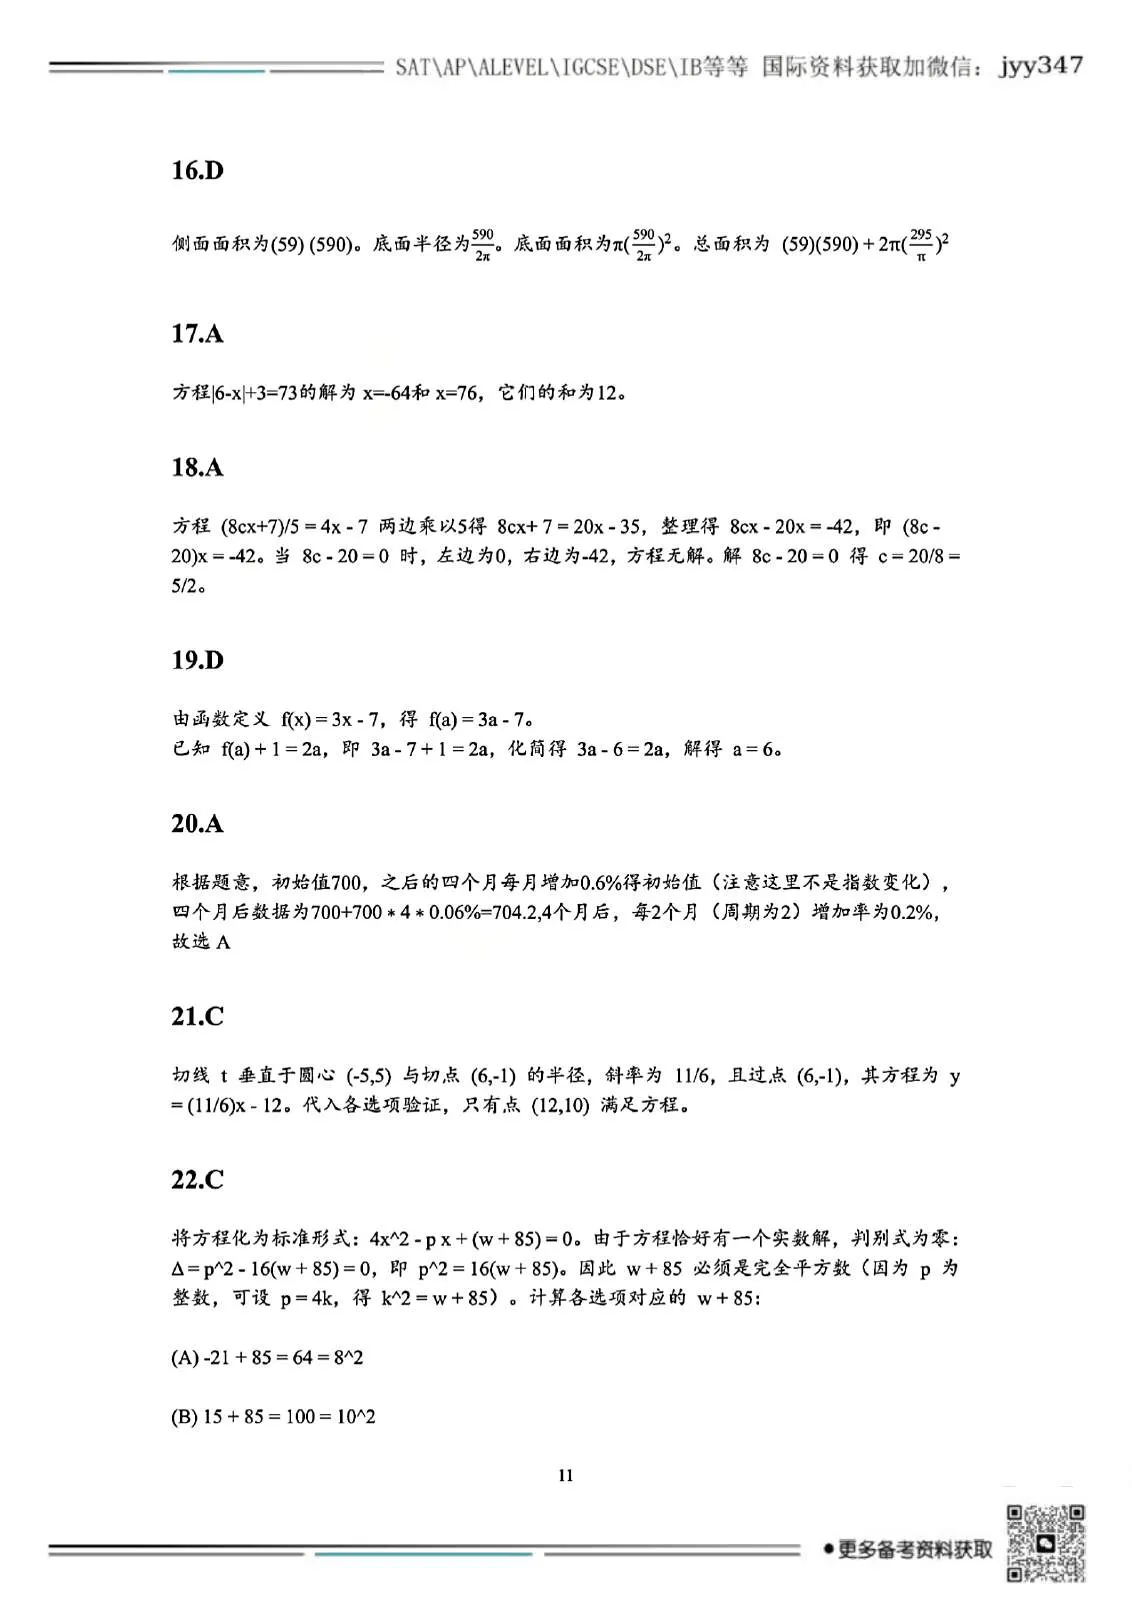 SAT\AP\ALEVEL\IGCSE\DSE\IB等等 国际资料获取加微信: jyy347
16.D
侧面面积为(59) (590)。底面半径为590/2π。底面面积为π(590/2π)²。总面积为 (59)(590) + 2π(295/π)²
17.A
方程|6-x|+3=73的解为 x=-64和 x=76，它们的和为12。
18.A
方程 (8cx+7)/5 = 4x - 7 两边乘以5得 8cx+ 7 = 20x - 35，整理得 8cx - 20x = -42，即 (8c -
20)x = -42。当 8c - 20 = 0 时，左边为0，右边为-42，方程无解。解 8c - 20 = 0 得 c = 20/8 =
5/2。
19.D
由函数定义 f(x) = 3x - 7，得 f(a) = 3a - 7。
已知 f(a) + 1 = 2a，即 3a - 7 + 1 = 2a，化简得 3a - 6 = 2a，解得 a = 6。
20.A
根据题意，初始值700，之后的四个月每月增加0.6%得初始值（注意这里不是指数变化），
四个月后数据为700+700 * 4 * 0.06%=704.2,4个月后，每2个月（周期为2）增加率为0.2%，
故选 A
21.C
切线 t 垂直于圆心 (-5,5) 与切点 (6,-1) 的半径，斜率为 11/6，且过点 (6,-1)，其方程为 y
= (11/6)x - 12。代入各选项验证，只有点 (12,10) 满足方程。
22.C
将方程化为标准形式：4x^2 - p x + (w + 85) = 0。由于方程恰好有一个实数解，判别式为零：
Δ = p^2 - 16(w + 85) = 0，即 p^2 = 16(w + 85)。因此 w + 85 必须是完全平方数（因为 p 为
整数，可设 p = 4k，得 k^2 = w + 85）。计算各选项对应的 w + 85：
(A) -21 + 85 = 64 = 8^2
(B) 15 + 85 = 100 = 10^2
11
●更多备考资料获取